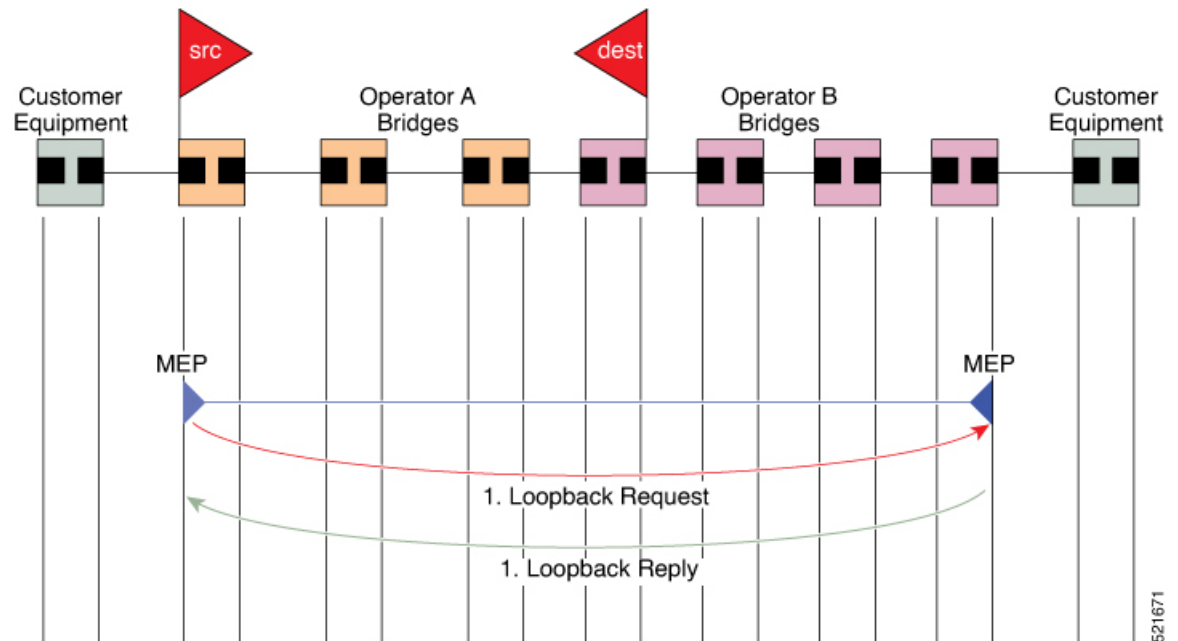 src
dest
Customer
Equipment
Operator A
Bridges
Operator B
Bridges
Customer
Equipment
MEP
MEP
1. Loopback Request
1. Loopback Reply
521671